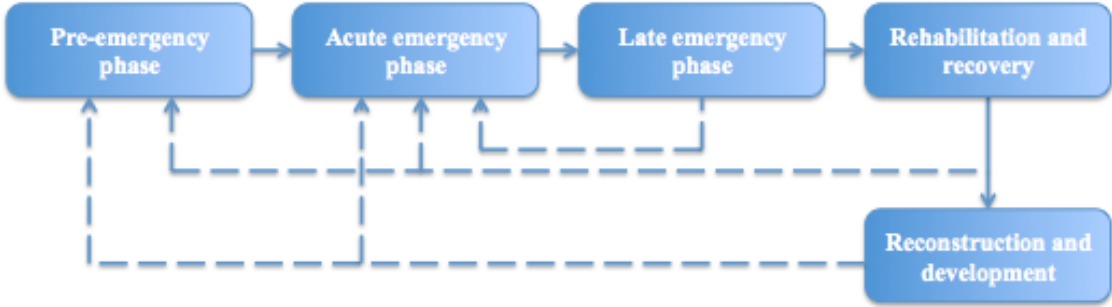 Pre-emergency
phase
Acute emergency
phase
Late emergency
phase
Rehabilitation and
recovery
Reconstruction and
development